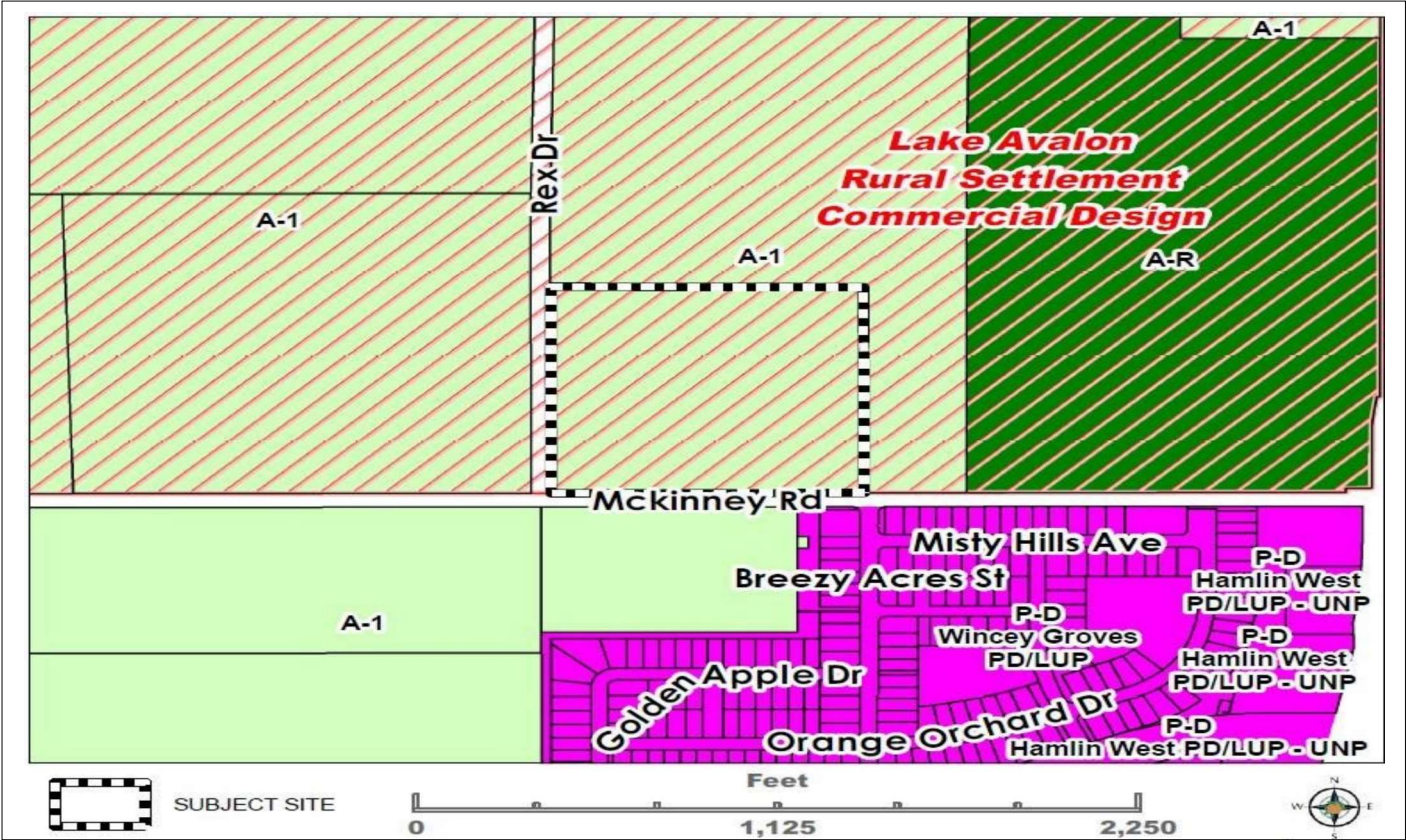 A-1
Rex Dr
Lake Avalon
Rural Settlement
Commercial Design
A-1
A-1
A-R
Mckinney Rd
Misty Hills Ave
Breezy Acres St
P-D
Hamlin West
PD/LUP - UNP
P-D
Wincey Groves
PD/LUP
A-1
P-D
Hamlin West
PD/LUP - UNP
Golden Apple Dr
Orange Orchard Dr
P-D
Hamlin West PD/LUP - UNP
SUBJECT SITE
Feet
0
1,125
2,250
N
W
E
S